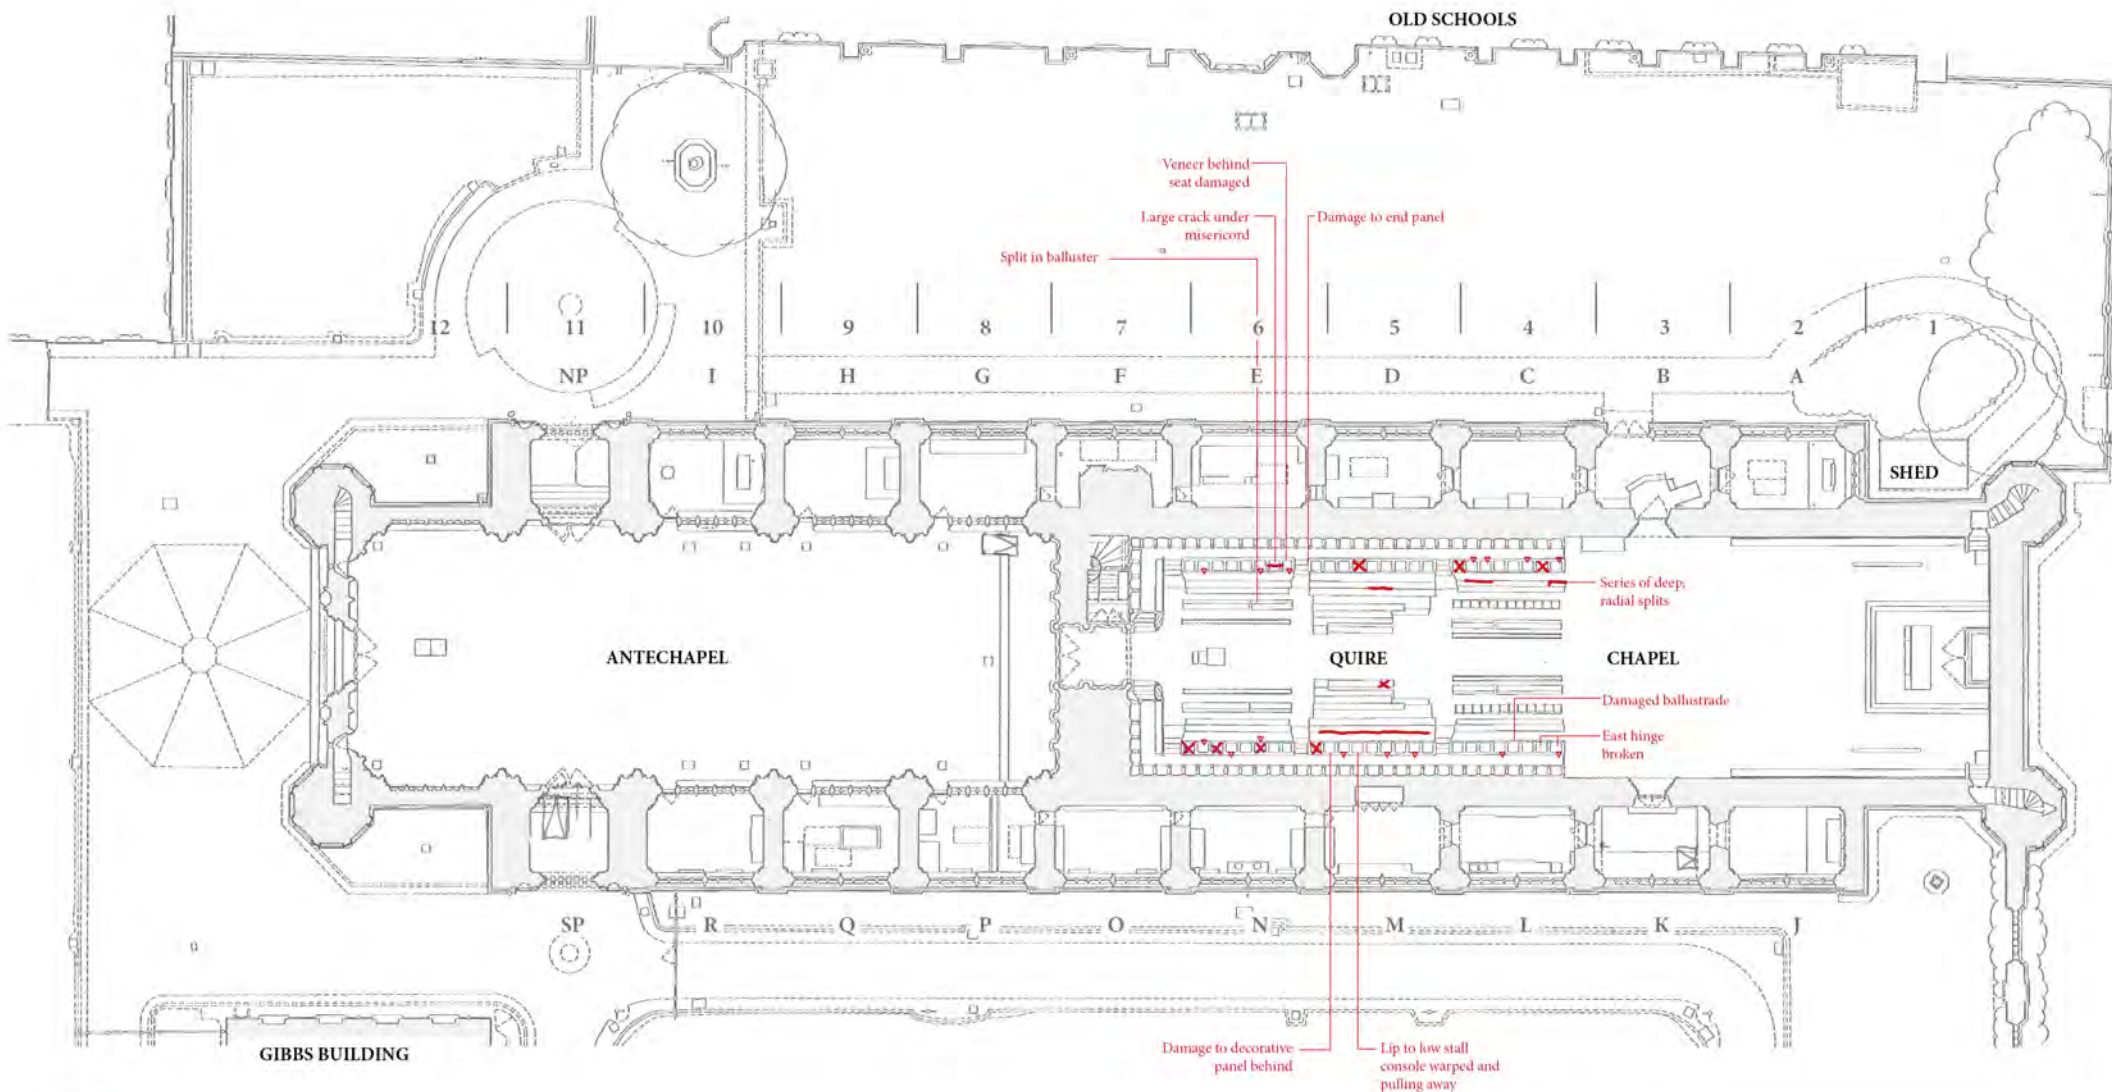 OLD SCHOOLS
Veneer behind
seat damaged
Large crack under
misericord
Damage to end panel
Split in balluster
12
11
10
9
8
7
6
5
4
3
2
1
NP
I
H
G
F
E
D
C
B
A
SHED
Series of deep,
radial splits
ANTECHAPEL
QUIRE
CHAPEL
Damaged ballustrade
East hinge
broken
SP
R
Q
P
O
N
M
L
K
J
Damage to decorative
panel behind
Lip to low stall
console warped and
pulling away
GIBBS BUILDING